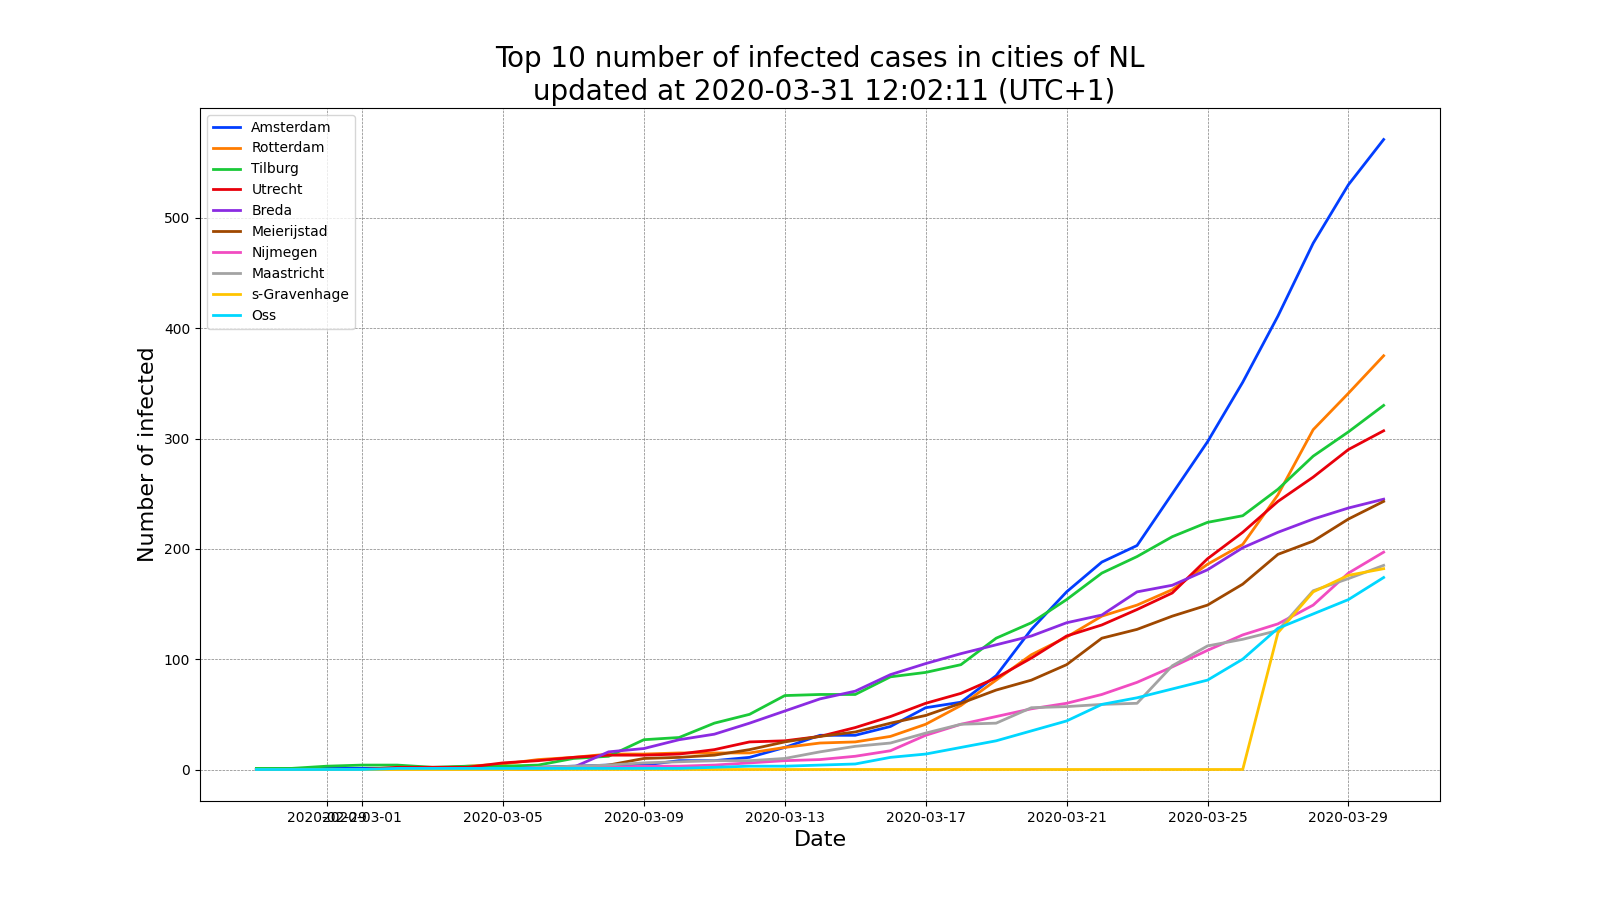 Top 10 number of infected cases in cities of NL
updated at 2020-03-31 12:02:11 (UTC+1)
Amsterdam
Rotterdam
Tilburg
Utrecht
Breda
Meierijstad
Nijmegen
Maastricht
s-Gravenhage
Oss
Number of infected
500
400
300
200
100
0
2020-02-29 2020-03-01 2020-03-05 2020-03-09 2020-03-13 2020-03-17 2020-03-21 2020-03-25 2020-03-29
Date